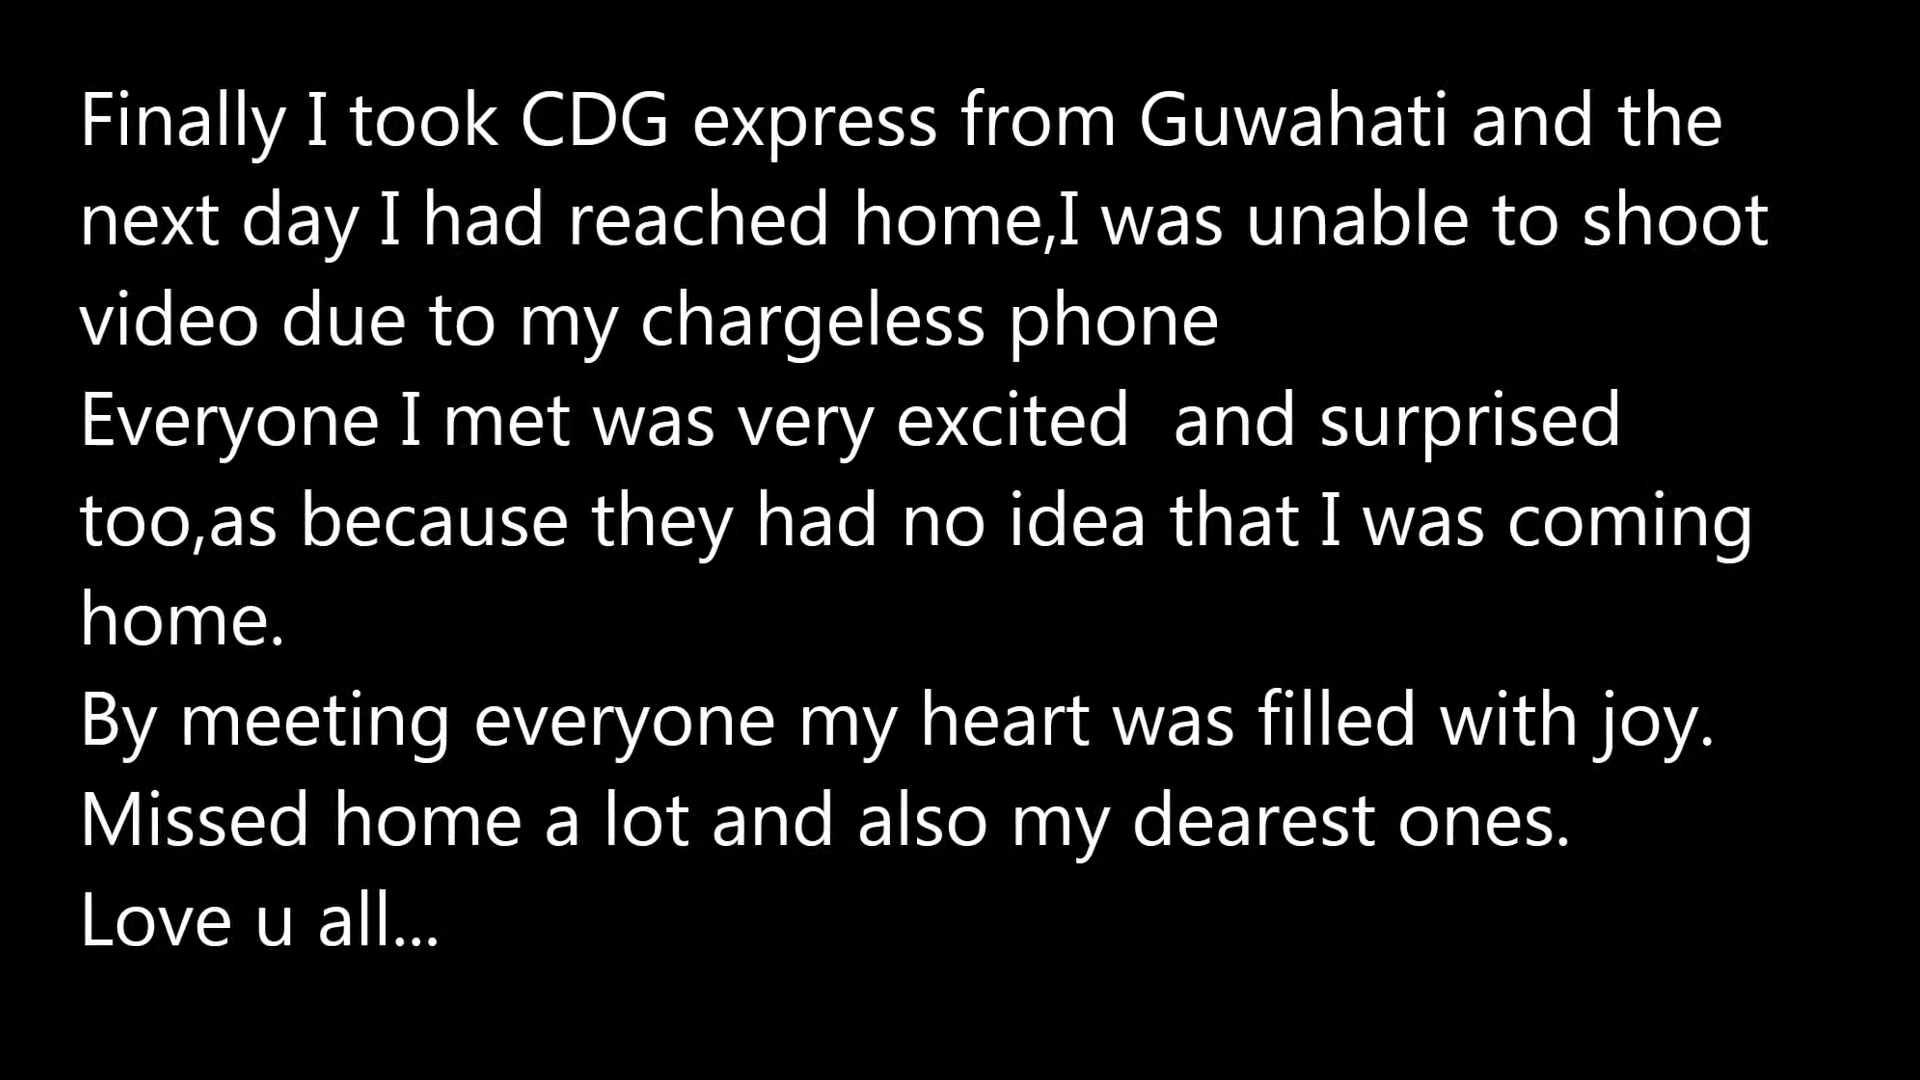 Finally I took CDG express from Guwahati and the
next day I had reached home,I was unable to shoot
video due to my chargeless phone
Everyone I met was very excited  and surprised
too,as because they had no idea that I was coming
home.
By meeting everyone my heart was filled with joy.
Missed home a lot and also my dearest ones.
Love u all...